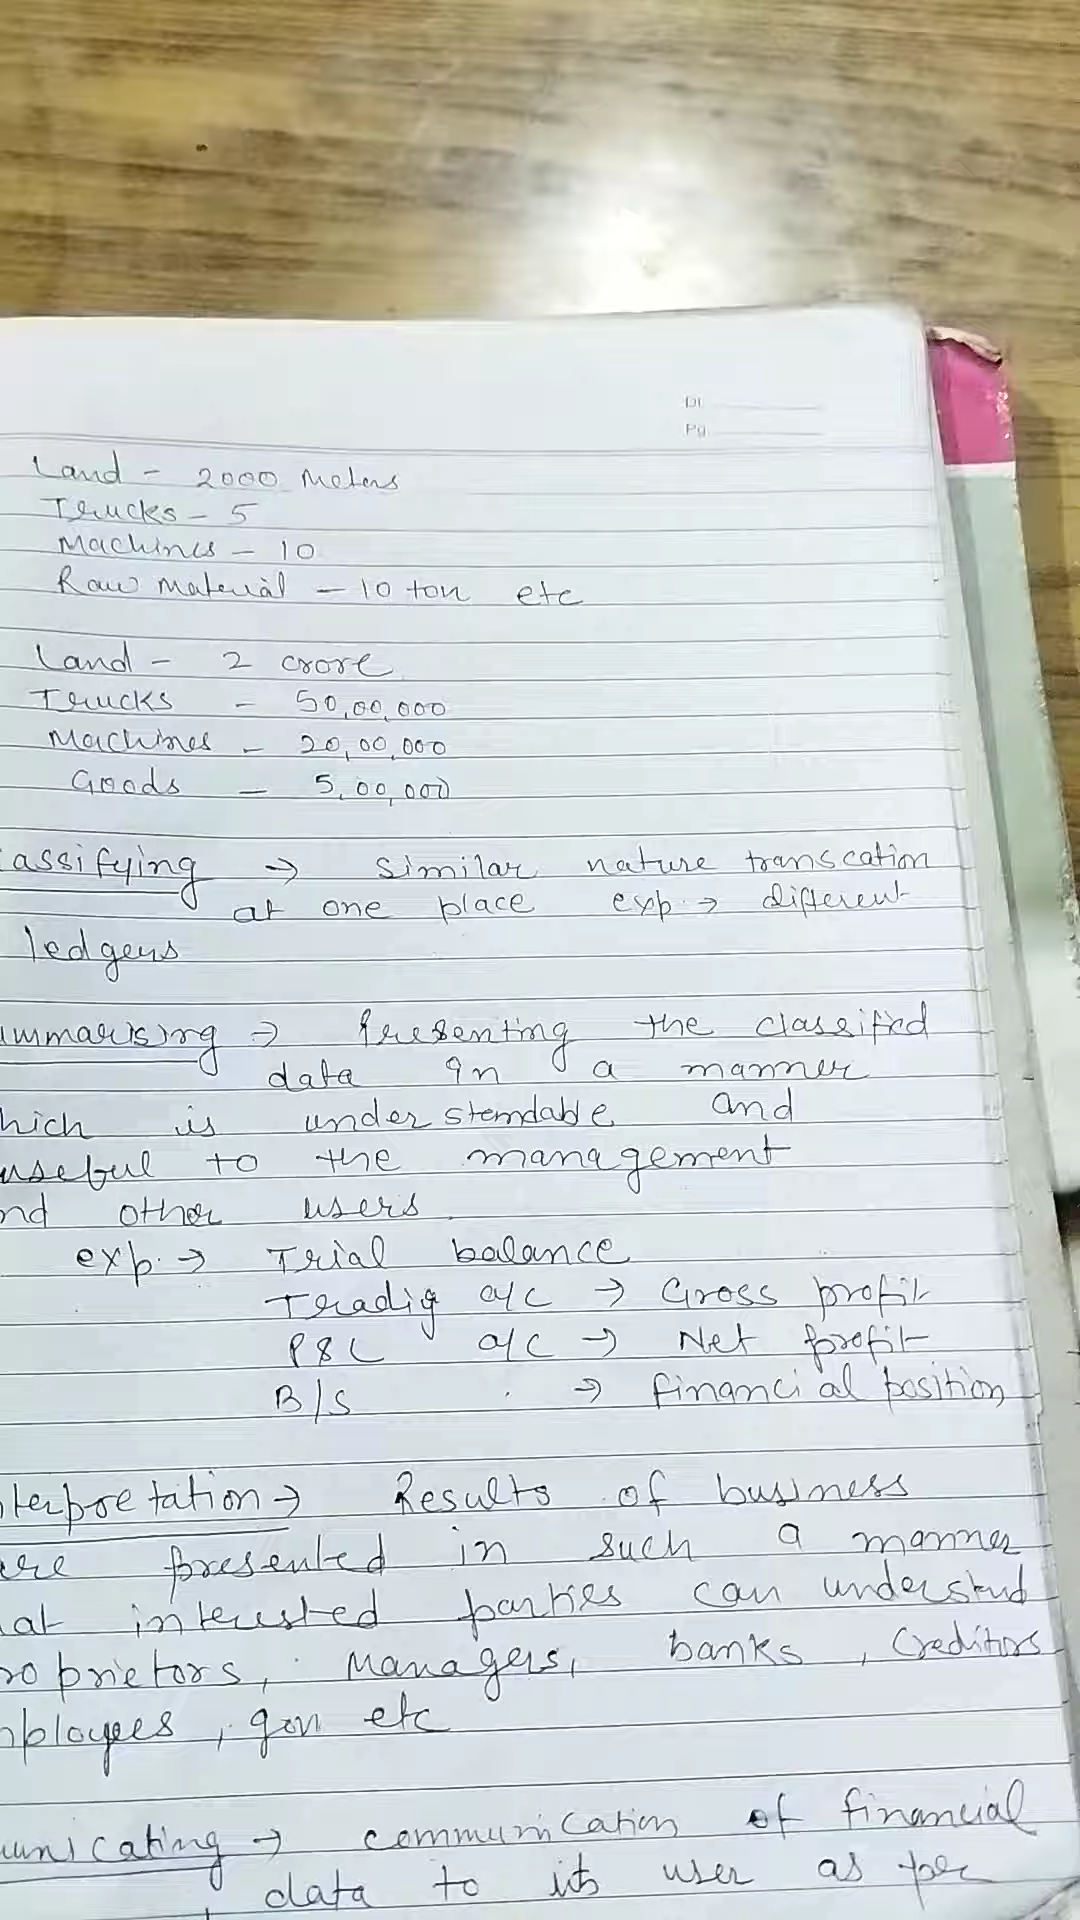 Dt
Pg
Land - 2000 Meters
Trucks - 5
Machines - 10
Raw material - 10 ton etc
Land - 2 crore
Trucks - 50,00,000
Machines - 20,00,000
Goods - 5,00,000
assifying → similar nature transcation
at one place exp. → different
ledgers
ummarising → Presenting the classified
data in a manner
hich is understandable and
useful to the management
nd other users
exp. → Trial balance
Tradig a/c → Gross profit
P&L a/c → Net profit
B/S → financial position
terpretation → Results of business
ere presented in such a manner
at interested parties can understnd
roprietors, Managers, banks, Creditors
ployees, gov etc
unicating → communication of financial
data to its user as per